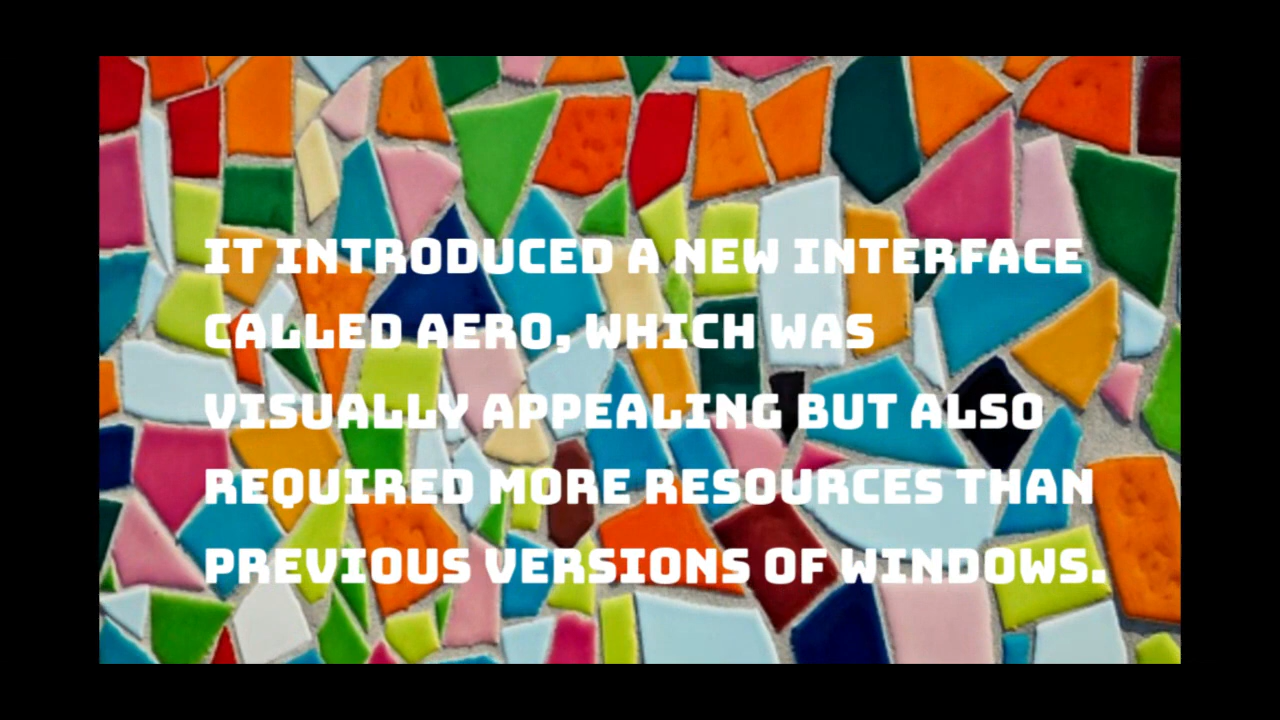 IT INTRODUCED A NEW INTERFACE
CALLED AERO, WHICH WAS
VISUALLY APPEALING BUT ALSO
REQUIRED MORE RESOURCES THAN
PREVIOUS VERSIONS OF WINDOWS.